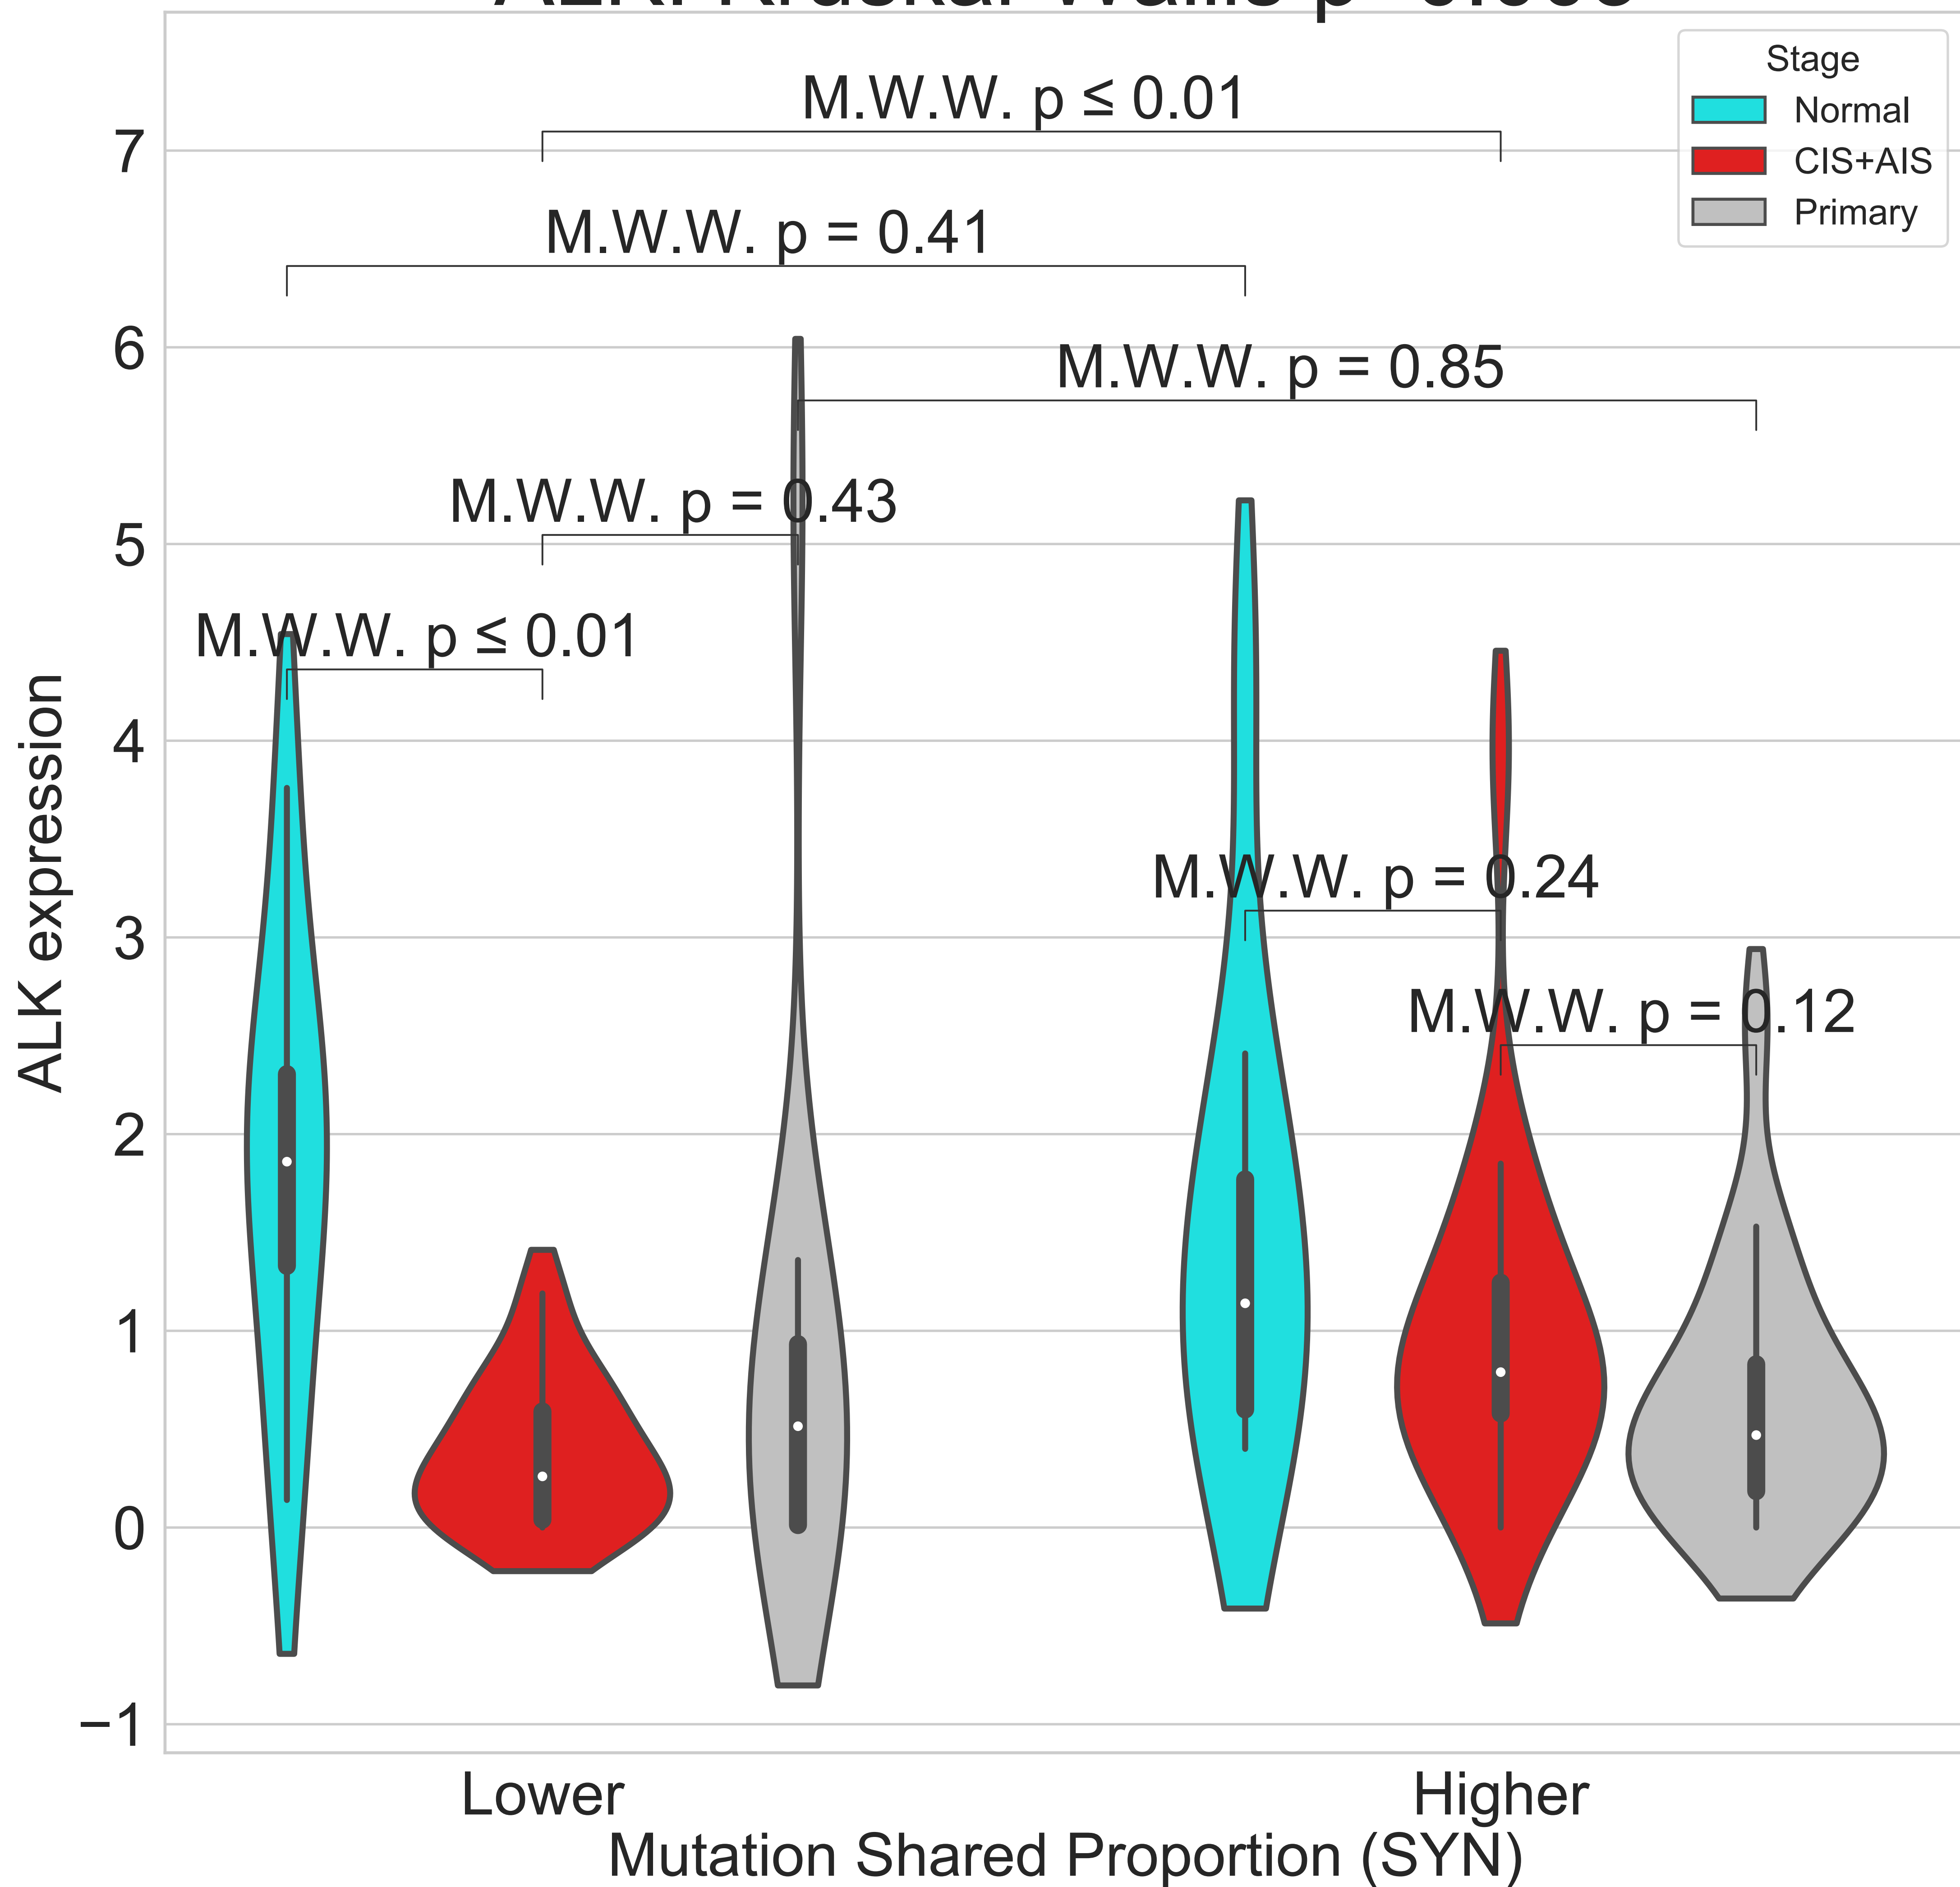 Stage
Normal
CIS+AIS
Primary
M.W.W. p ≤ 0.01
M.W.W. p = 0.41
M.W.W. p = 0.85
M.W.W. p = 0.43
M.W.W. p ≤ 0.01
M.W.W. p = 0.24
M.W.W. p = 0.12
7
6
5
4
3
2
1
0
−1
ALK expression
Lower
Higher
Mutation Shared Proportion (SYN)